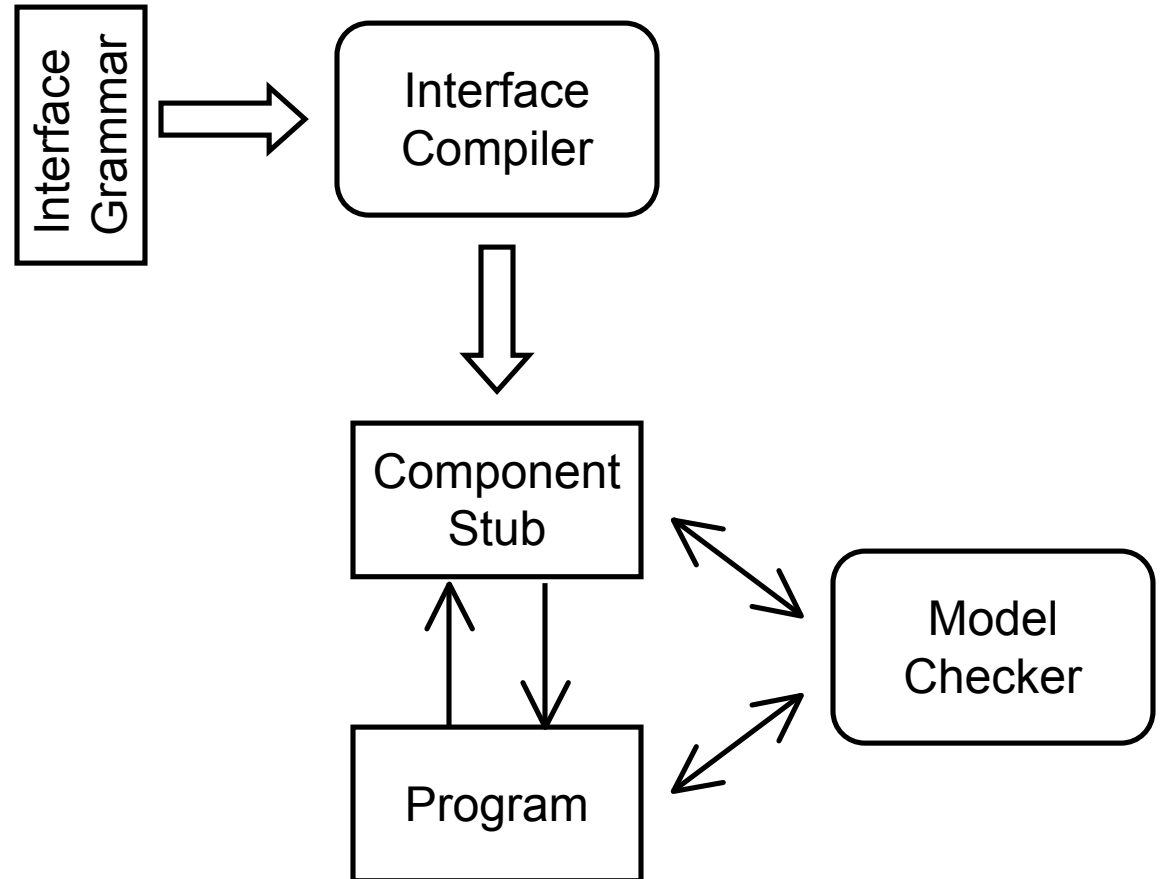 Interface
Grammar
Interface
Compiler
Component
Stub
Model
Checker
Program